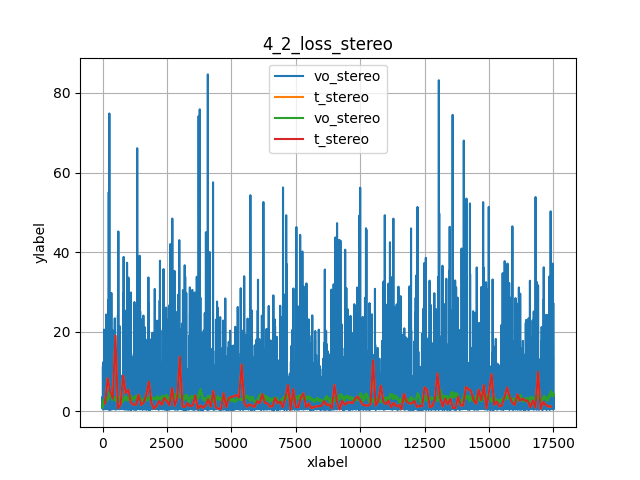 4_2_loss_stereo
vo_stereo
t_stereo
vo_stereo
t_stereo
ylabel
80
60
40
20
0
0 2500 5000 7500 10000 12500 15000 17500
xlabel